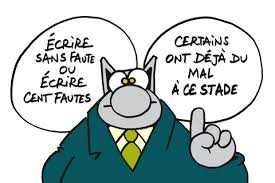 ÉCRIRE
SANS FAUTE
OU
ÉCRIRE
CENT FAUTES
CERTAINS
ONT DÉJÀ DU
MAL
À CE STADE